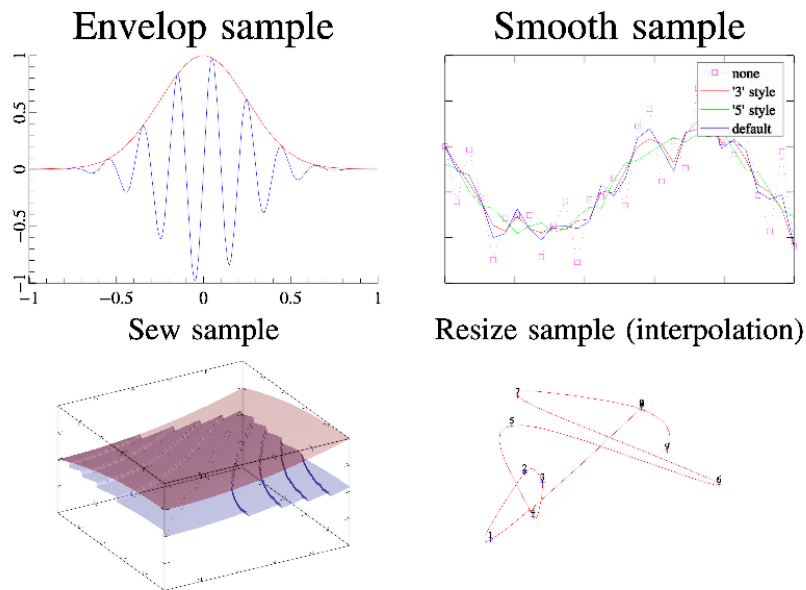 Envelop sample
1
0.5
0
−0.5
−1
−1
−0.5
0
0.5
1
Smooth sample
none
'3' style
'5' style
default
Sew sample
Resize sample (interpolation)
7
5
2
3
4
1
6
9